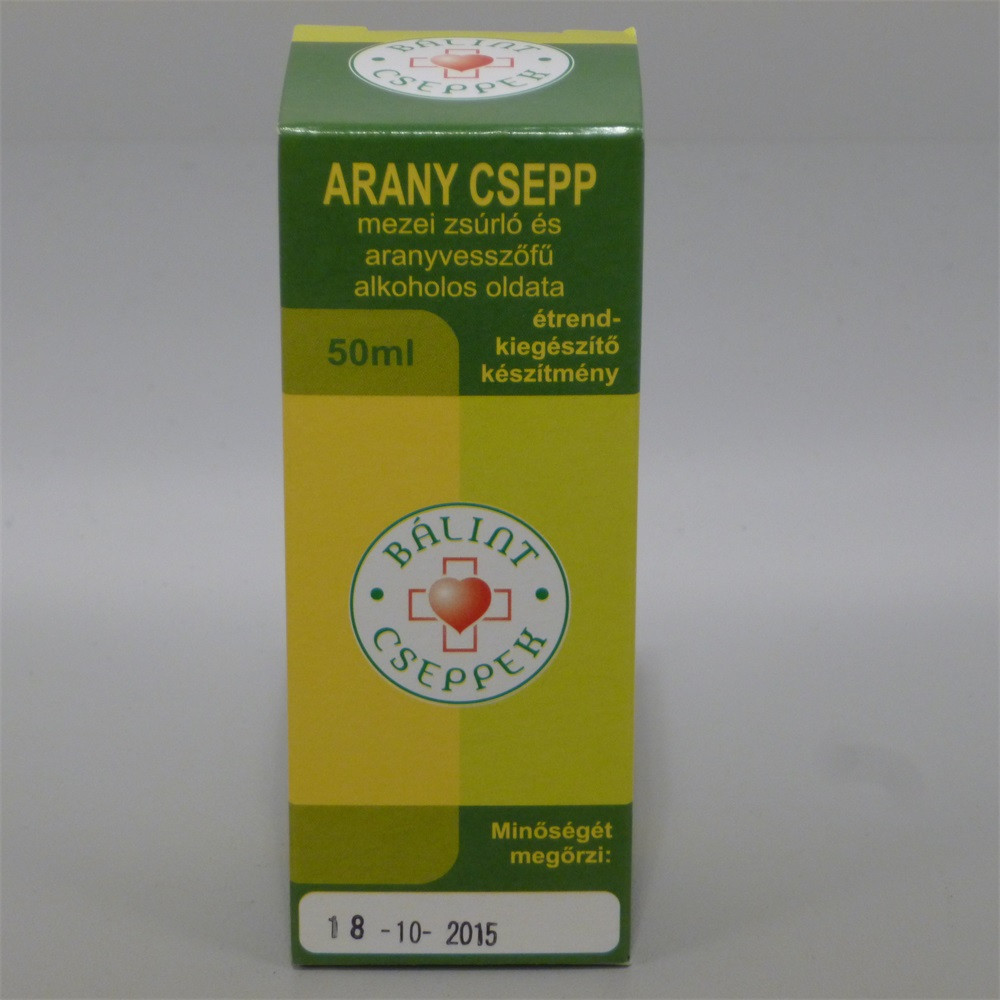 BÁLINT
CSEPPEK
ARANY CSEPP
mezei zsúrló és
aranyvesszőfű
alkoholos oldata
étrend-
kiegészítő
készítmény
50ml
BÁLINT
CSEPPEK
Minőségét
megőrzi:
18 -10- 2015